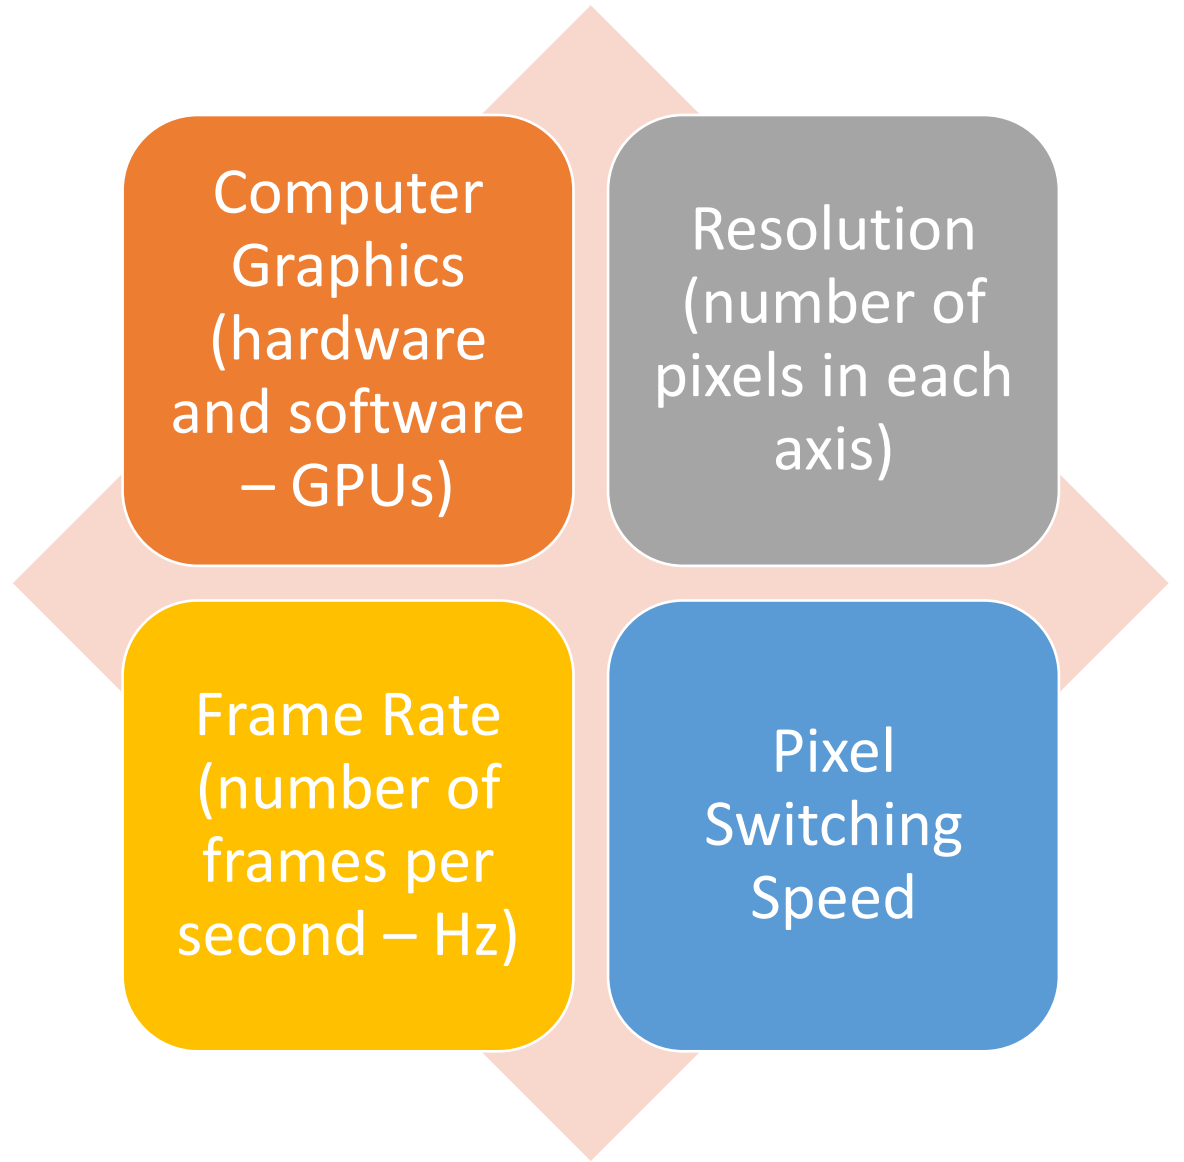 Computer
Graphics
(hardware
and software
– GPUs)
Resolution
(number of
pixels in each
axis)
Frame Rate
(number of
frames per
second – Hz)
Pixel
Switching
Speed